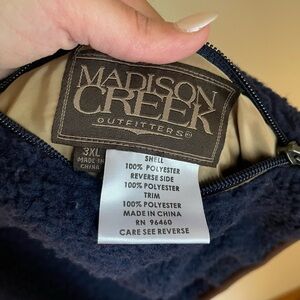 MADISON
CREEK
OUTFITTERS®
3XL
MADE IN
CHINA
SHELL
100% POLYESTER
REVERSE SIDE
100% POLYESTER
TRIM
100% POLYESTER
MADE IN CHINA
RN 96460
CARE SEE REVERSE